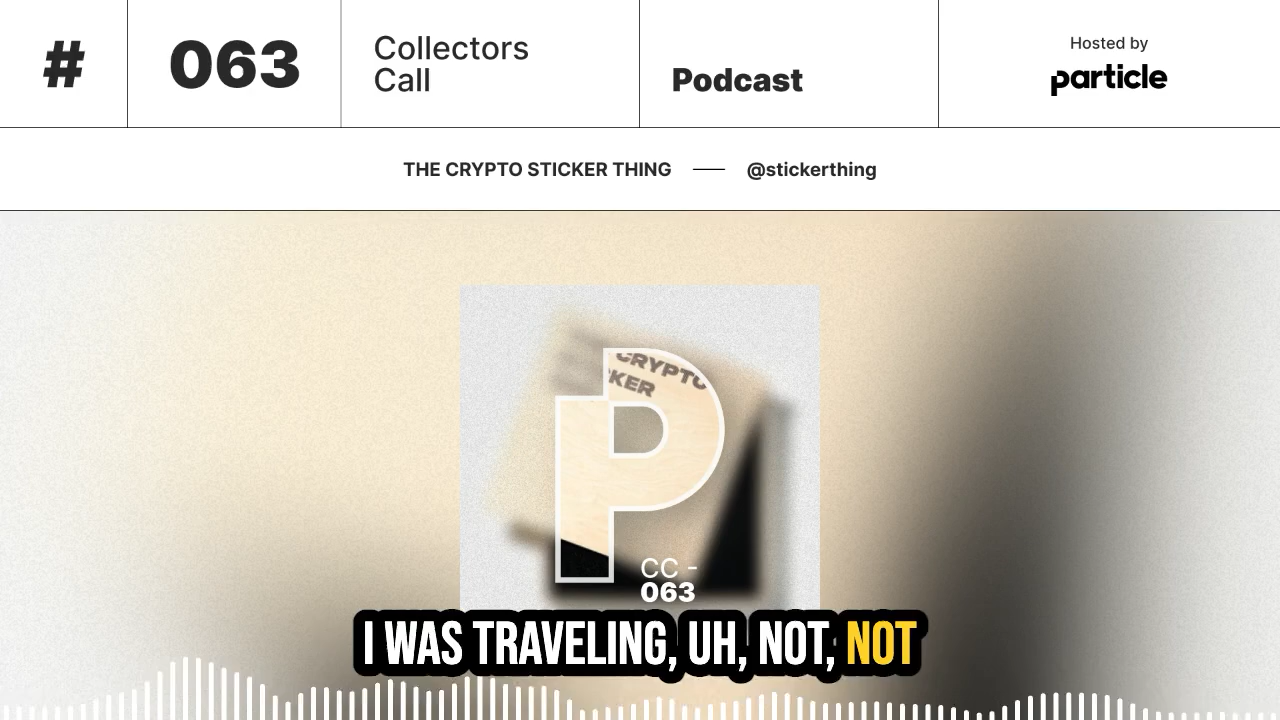 #
063
Collectors
Call
Podcast
Hosted by
particle
THE CRYPTO STICKER THING — @stickerthing
CRYPTO
KER
P
CC -
063
I WAS TRAVELING, UH, NOT, NOT